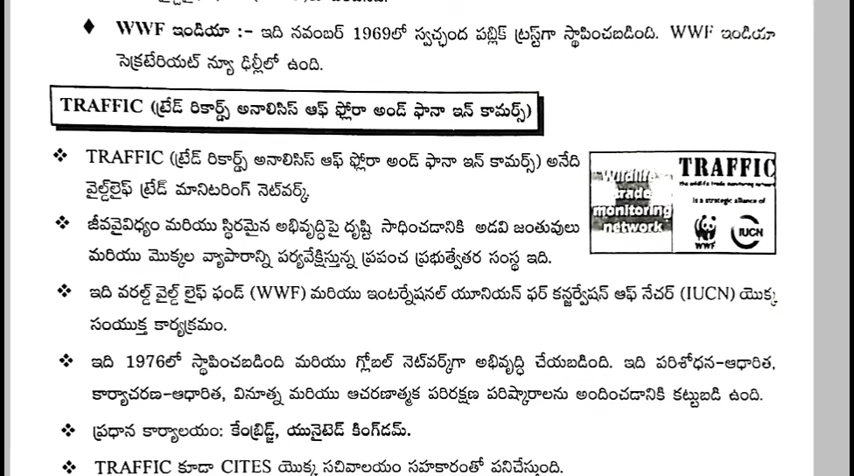 ◆ WWF ఇండియా :- ఇది నవంబర్ 1969లో స్వచ్ఛంద పబ్లిక్ ట్రస్ట్‌గా స్థాపించబడింది. WWF ఇండియా
సెక్రటేరియట్ న్యూ ఢిల్లీలో ఉంది.
TRAFFIC (ట్రేడ్ రికార్డ్స్ అనాలిసిస్ ఆఫ్ ఫ్లోరా అండ్ ఫానా ఇన్ కామర్స్)
❖ TRAFFIC (ట్రేడ్ రికార్డ్స్ అనాలిసిస్ ఆఫ్ ఫ్లోరా అండ్ ఫానా ఇన్ కామర్స్) అనేది
వైల్డ్‌లైఫ్ ట్రేడ్ మానిటరింగ్ నెట్‌వర్క్
❖ జీవవైవిధ్యం మరియు స్థిరమైన అభివృద్ధిపై దృష్టి సాధించడానికి అడవి జంతువులు
మరియు మొక్కల వ్యాపారాన్ని పర్యవేక్షిస్తున్న ప్రపంచ ప్రభుత్వేతర సంస్థ ఇది.
Wildlife
trade
monitoring
network
TRAFFIC
the wildlife trade monitoring network
is a strategic alliance of
WWF
IUCN
❖ ఇది వరల్డ్ వైల్డ్ లైఫ్ ఫండ్ (WWF) మరియు ఇంటర్నేషనల్ యూనియన్ ఫర్ కన్జర్వేషన్ ఆఫ్ నేచర్ (IUCN) యొక్క
సంయుక్త కార్యక్రమం.
❖ ఇది 1976లో స్థాపించబడింది మరియు గ్లోబల్ నెట్‌వర్క్‌గా అభివృద్ధి చేయబడింది. ఇది పరిశోధన-ఆధారిత,
కార్యాచరణ-ఆధారిత, వినూత్న మరియు ఆచరణాత్మక పరిరక్షణ పరిష్కారాలను అందించడానికి కట్టుబడి ఉంది.
❖ ప్రధాన కార్యాలయం: కేంబ్రిడ్జ్, యునైటెడ్ కింగ్‌డమ్.
❖ TRAFFIC కూడా CITES యొక్క సచివాలయ సహకారంతో పనిచేస్తుంది.